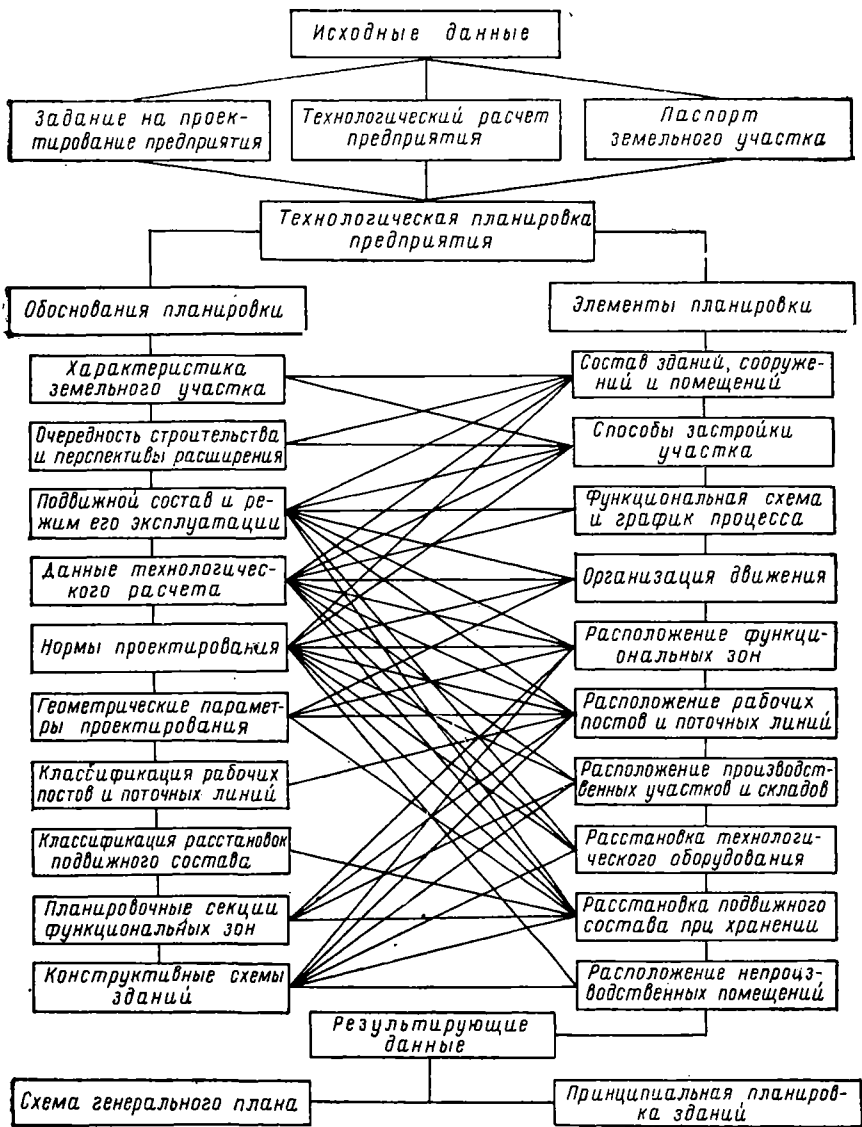 Исходные данные
Задание на проек-
тирование предприятия
Технологический расчет
предприятия
Паспорт
земельного участка
Технологическая планировка
предприятия
Обоснования планировки
Элементы планировки
Характеристика
земельного участка
Состав зданий, сооруже-
ний и помещений
Очередность строительства
и перспективы расширения
Способы застройки
участка
Подвижной состав и ре-
жим его эксплуатации
Функциональная схема
и график процесса
Данные технологичес-
кого расчета
Организация движения
Нормы проектирования
Расположение функци-
ональных зон
Геометрические парамет-
ры проектирования
Расположение рабочих
постов и поточных линий
Классификация рабочих
постов и поточных линий
Расположение производст-
венных участков и складов
Классификация расстановок
подвижного состава
Расстановка технологи-
ческого оборудования
Планировочные секции
функциональных зон
Расстановка подвижного
состава при хранении
Конструктивные схемы
зданий
Расположение непроиз-
водственных помещений
Результирующие
данные
Схема генерального плана
Принципиальная планиров-
ка зданий